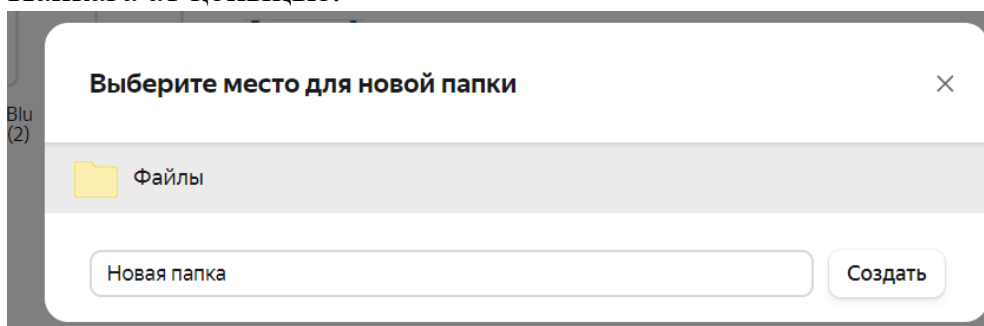 Выберите место для новой папки
Blu
(2)
Файлы
Новая папка
Создать